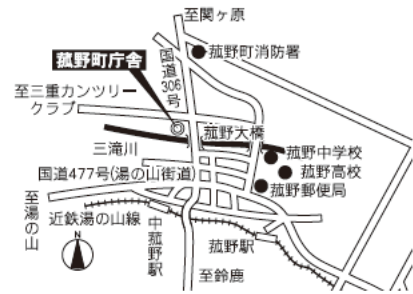 至関ヶ原
菰野町消防署
菰野町庁舎
国道306号
至三重カンツリー
クラブ
菰野大橋
三滝川
菰野中学校
菰野高校
菰野郵便局
国道477号(湯の山街道)
至湯の山
近鉄湯の山線
中菰野駅
菰野駅
至鈴鹿
N